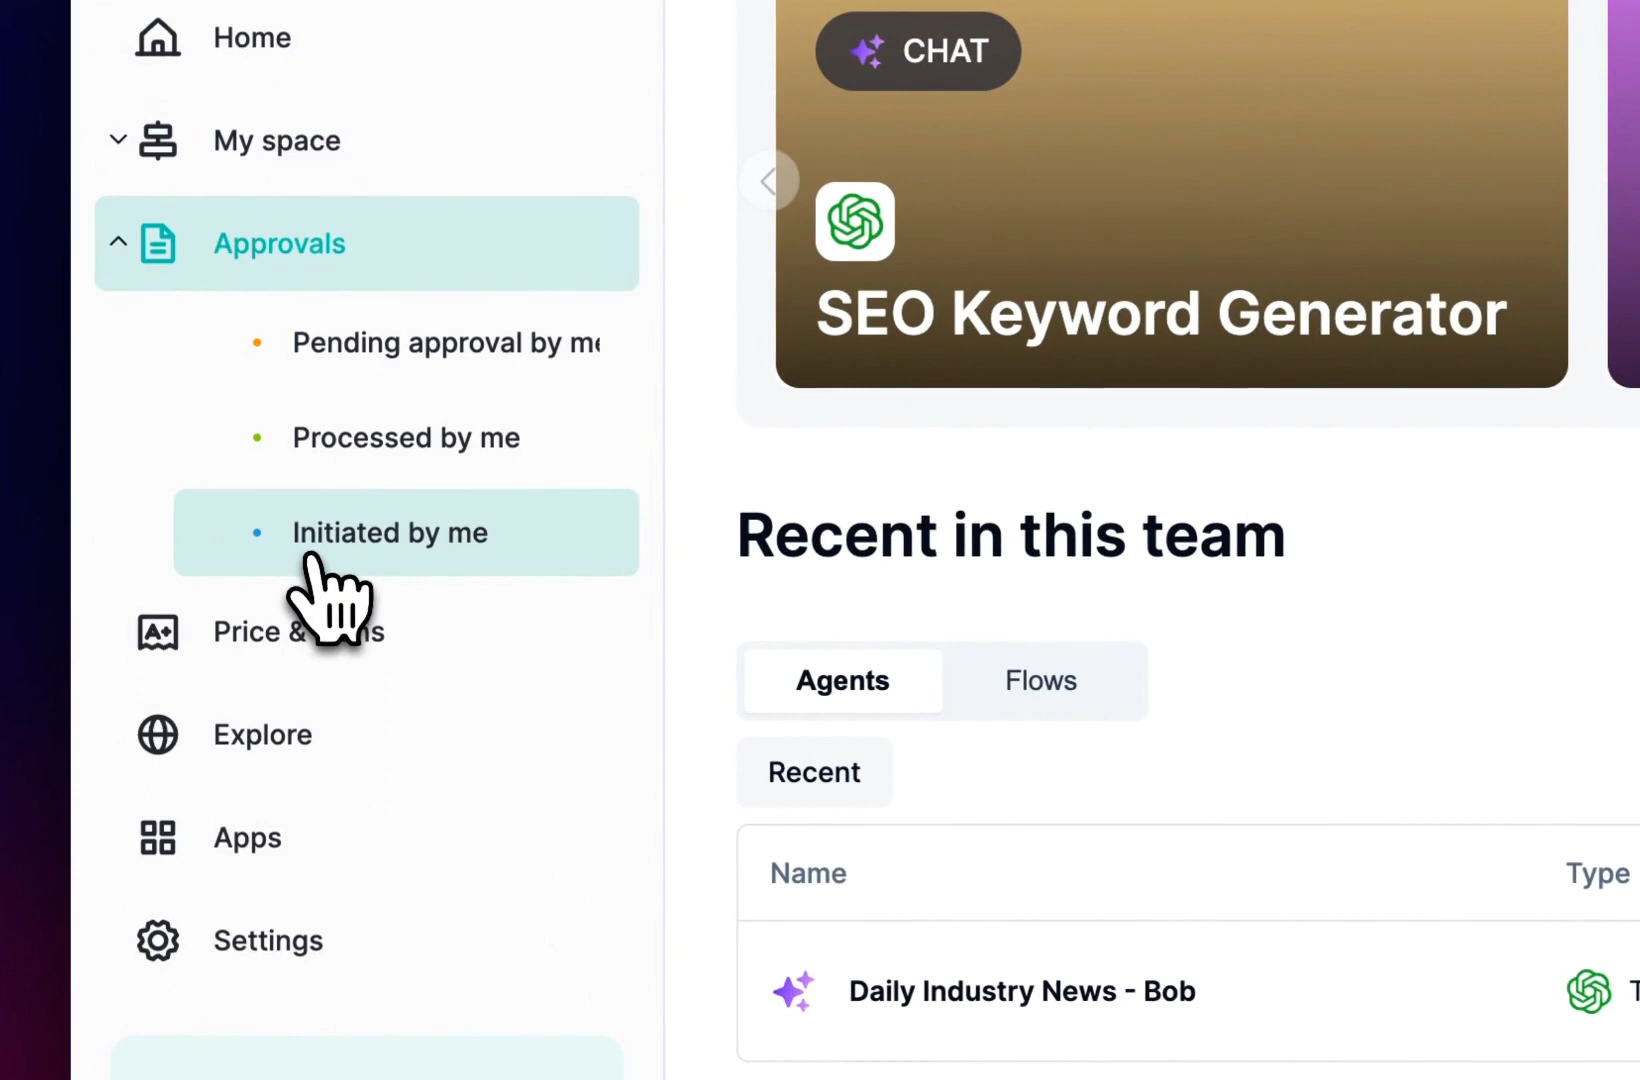 Home
My space
Approvals
Pending approval by me
Processed by me
Initiated by me
Price &
Explore
Apps
Settings
CHAT
SEO Keyword Generator
Recent in this team
Agents
Flows
Recent
Name
Type
Daily Industry News - Bob